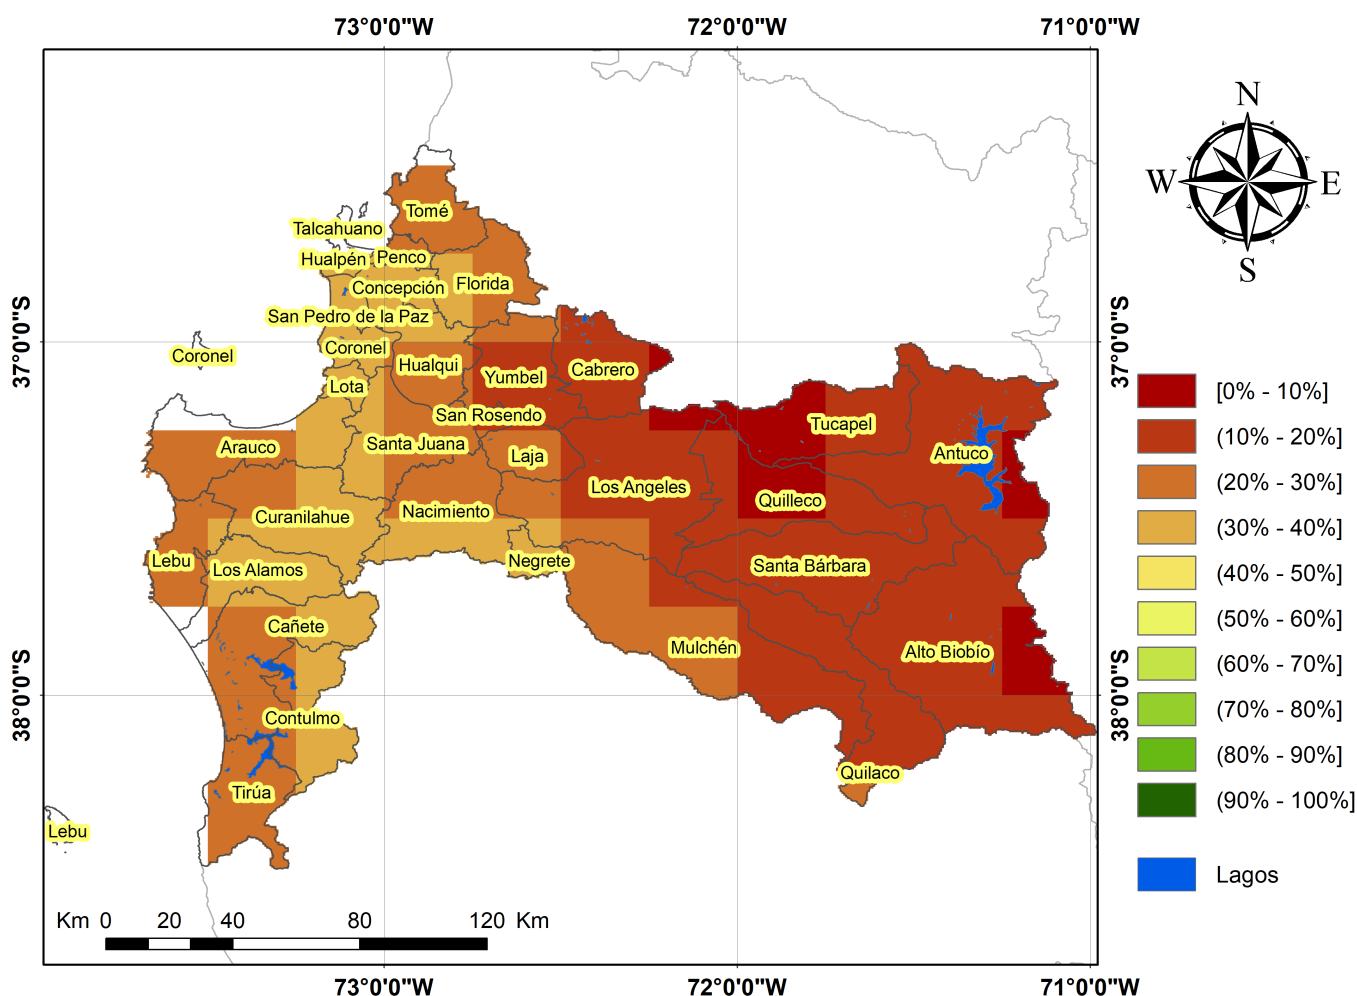 73°0'0"W
72°0'0"W
71°0'0"W
N
W
E
S
37°0'0"S
37°0'0"S
38°0'0"S
38°0'0"S
Tomé
Talcahuano
Hualpén
Penco
Concepción
Florida
San Pedro de la Paz
Coronel
Coronel
Hualqui
Cabrero
Yumbel
Lota
San Rosendo
Tucapel
Arauco
Santa Juana
Laja
Antuco
Los Angeles
Quilleco
Curanilahue
Nacimiento
Lebu
Los Alamos
Negrete
Santa Bárbara
Cañete
Mulchén
Alto Biobío
Contulmo
Quilaco
Tirúa
Lebu
[0% - 10%]
(10% - 20%]
(20% - 30%]
(30% - 40%]
(40% - 50%]
(50% - 60%]
(60% - 70%]
(70% - 80%]
(80% - 90%]
(90% - 100%]
Lagos
Km 0 20 40 80 120 Km
73°0'0"W
72°0'0"W
71°0'0"W